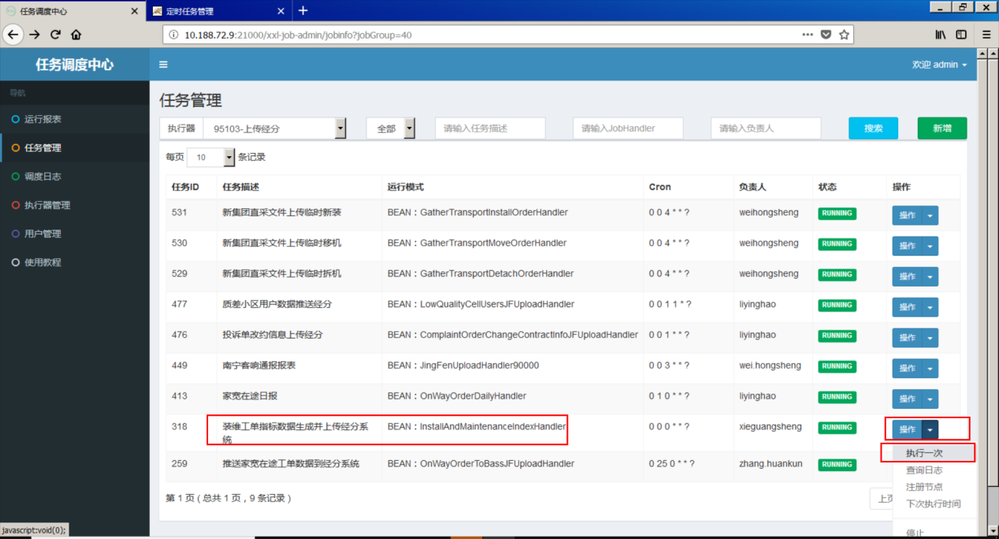 任务调度中心
定时任务管理
10.188.72.9:21000/xxl-job-admin/jobinfo?jobGroup=40
任务调度中心
欢迎 admin
导航
运行报表
任务管理
调度日志
执行器管理
用户管理
使用教程
任务管理
执行器 95103-上传经分 全部 请输入任务描述 请输入JobHandler 请输入负责人 搜索 新增
每页 10 条记录
任务ID 任务描述 运行模式 Cron 负责人 状态 操作
531 新集团直采文件上传临时新装 BEAN：GatherTransportInstallOrderHandler 0 0 4 * * ? weihongsheng RUNNING 操作
530 新集团直采文件上传临时移机 BEAN：GatherTransportMoveOrderHandler 0 0 4 * * ? weihongsheng RUNNING 操作
529 新集团直采文件上传临时拆机 BEAN：GatherTransportDetachOrderHandler 0 0 4 * * ? weihongsheng RUNNING 操作
477 质差小区用户数据推送经分 BEAN：LowQualityCellUsersJFUploadHandler 0 0 1 1 * ? liyinghao RUNNING 操作
476 投诉单改约信息上传经分 BEAN：ComplaintOrderChangeContractInfoJFUploadHandler 0 0 1 * * ? liyinghao RUNNING 操作
449 南宁客响通报报表 BEAN：JingFenUploadHandler90000 0 0 3 * * ? wei.hongsheng RUNNING 操作
413 家宽在途日报 BEAN：OnWayOrderDailyHandler 0 1 0 * * ? liyinghao RUNNING 操作
318 装维工单指标数据生成并上传经分系 BEAN：InstallAndMaintenanceIndexHandler 0 0 0 * * ? xieguangsheng RUNNING 操作
统
259 推送家宽在途工单数据到经分系统 BEAN：OnWayOrderToBassJFUploadHandler 0 25 0 * * ? zhang.huankun RUNNING
执行一次
查询日志
注册节点
下次执行时间
停止
第 1 页 ( 总共 1 页，9 条记录 ) 上页
javascript:void(0);